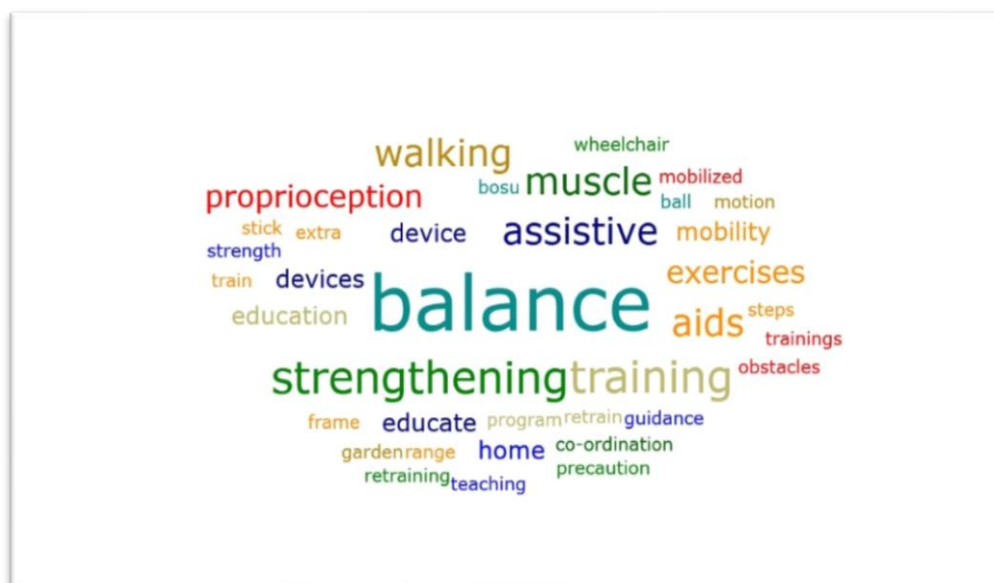 walking wheelchair
proprioception bosu muscle mobilized
ball motion
stick extra device assistive mobility
strength
train devices balance exercises
education aids steps
trainings
strengthening training obstacles
frame educate program retrain guidance
garden range home co-ordination
retraining teaching precaution